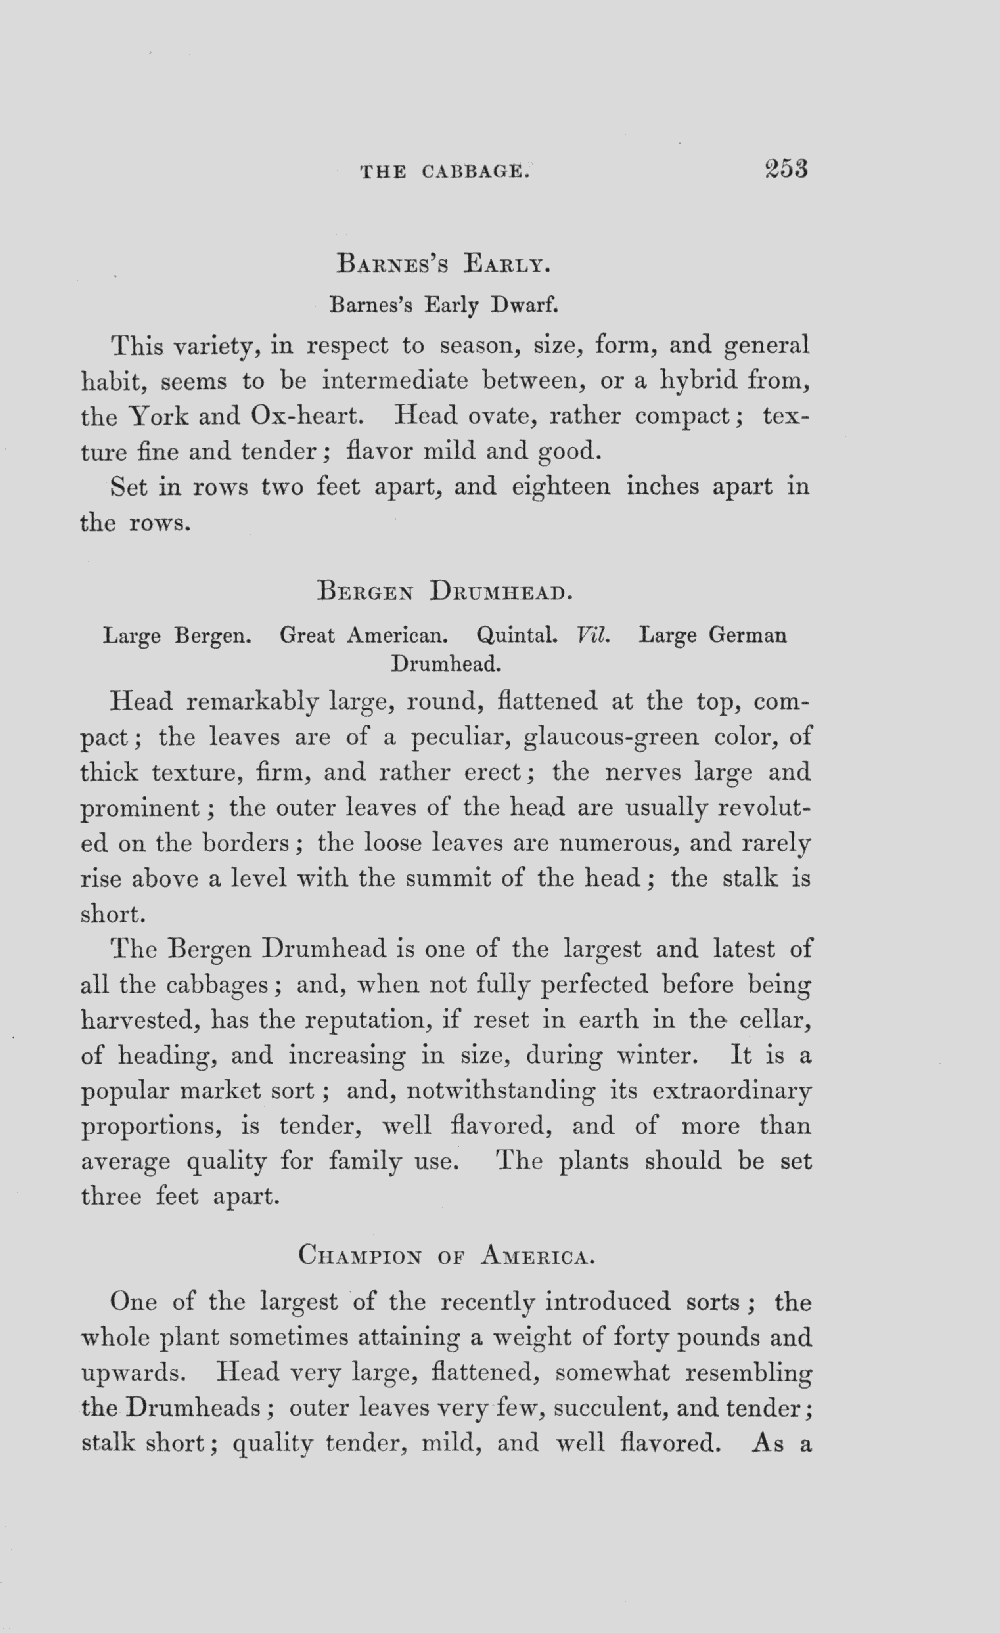 THE CABBAGE. 253
BARNES'S EARLY.
Barnes's Early Dwarf.
This variety, in respect to season, size, form, and general
habit, seems to be intermediate between, or a hybrid from,
the York and Ox-heart. Head ovate, rather compact; tex-
ture fine and tender; flavor mild and good.
Set in rows two feet apart, and eighteen inches apart in
the rows.
BERGEN DRUMHEAD.
Large Bergen. Great American. Quintal. Vil. Large German
Drumhead.
Head remarkably large, round, flattened at the top, com-
pact; the leaves are of a peculiar, glaucous-green color, of
thick texture, firm, and rather erect; the nerves large and
prominent; the outer leaves of the head are usually revolut-
ed on the borders; the loose leaves are numerous, and rarely
rise above a level with the summit of the head; the stalk is
short.
The Bergen Drumhead is one of the largest and latest of
all the cabbages; and, when not fully perfected before being
harvested, has the reputation, if reset in earth in the cellar,
of heading, and increasing in size, during winter. It is a
popular market sort; and, notwithstanding its extraordinary
proportions, is tender, well flavored, and of more than
average quality for family use. The plants should be set
three feet apart.
CHAMPION OF AMERICA.
One of the largest of the recently introduced sorts; the
whole plant sometimes attaining a weight of forty pounds and
upwards. Head very large, flattened, somewhat resembling
the Drumheads; outer leaves very few, succulent, and tender;
stalk short; quality tender, mild, and well flavored. As a